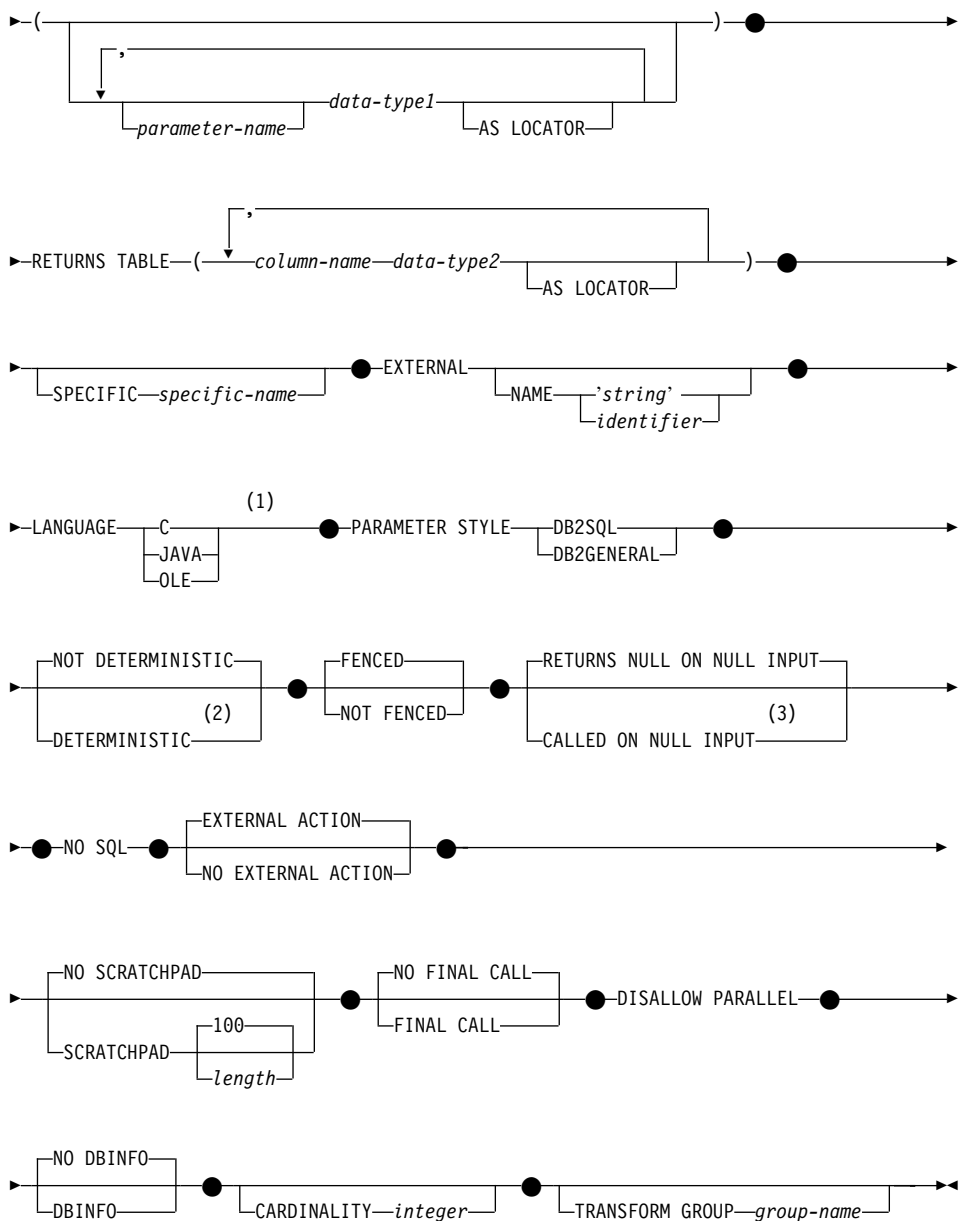 ( , parameter-name data-type1 AS LOCATOR )
RETURNS TABLE ( , column-name data-type2 AS LOCATOR )
SPECIFIC specific-name EXTERNAL NAME 'string' identifier
(1)
LANGUAGE C PARAMETER STYLE DB2SQL
JAVA DB2GENERAL
OLE
NOT DETERMINISTIC FENCED RETURNS NULL ON NULL INPUT
(2) NOT FENCED (3)
DETERMINISTIC CALLED ON NULL INPUT
EXTERNAL ACTION
NO SQL
NO EXTERNAL ACTION
NO SCRATCHPAD NO FINAL CALL
DISALLOW PARALLEL
100 FINAL CALL
SCRATCHPAD
length
NO DBINFO
DBINFO CARDINALITY integer TRANSFORM GROUP group-name